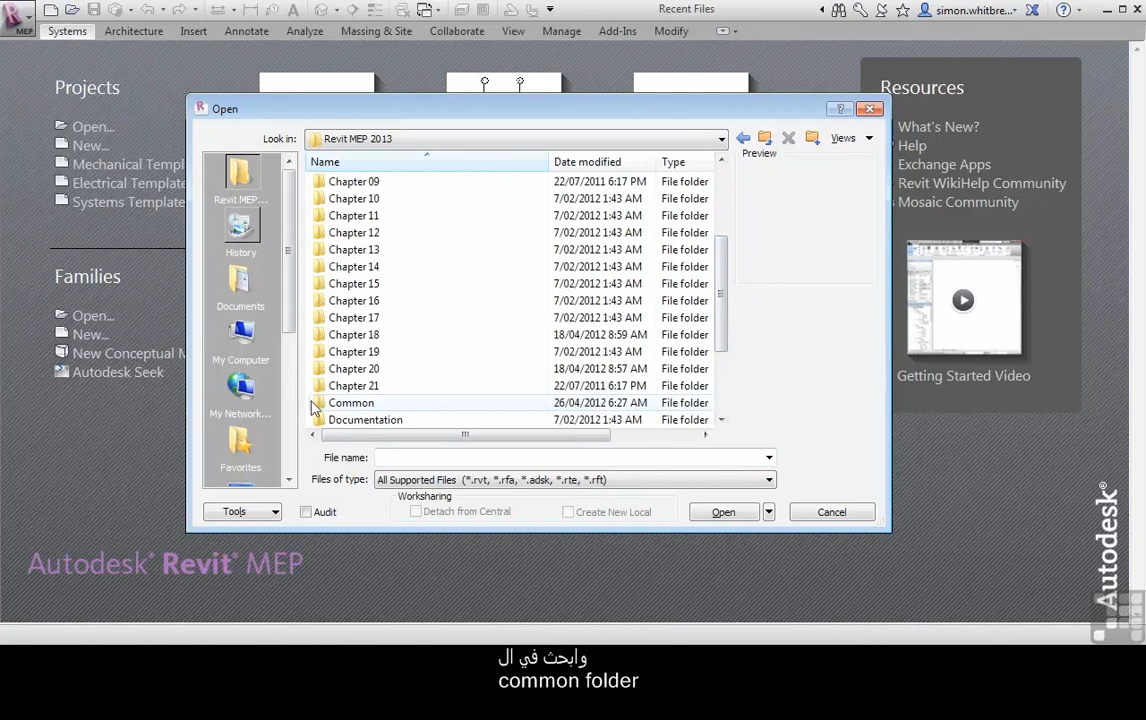 MEP
Recent Files
simon.whitbre...
Systems Architecture Insert Annotate Analyze Massing & Site Collaborate View Manage Add-Ins Modify
Projects
Open...
New...
Mechanical Templ
Electrical Template
Systems Template
Families
Open...
New...
New Conceptual M
Autodesk Seek
Resources
What's New?
Help
Exchange Apps
Revit WikiHelp Community
Mosaic Community
Getting Started Video
Open
Look in: Revit MEP 2013 Views
Revit MEP...
History
Documents
My Computer
My Network...
Favorites
Name Date modified Type
Chapter 09 22/07/2011 6:17 PM File folder
Chapter 10 7/02/2012 1:43 AM File folder
Chapter 11 7/02/2012 1:43 AM File folder
Chapter 12 7/02/2012 1:43 AM File folder
Chapter 13 7/02/2012 1:43 AM File folder
Chapter 14 7/02/2012 1:43 AM File folder
Chapter 15 7/02/2012 1:43 AM File folder
Chapter 16 7/02/2012 1:43 AM File folder
Chapter 17 7/02/2012 1:43 AM File folder
Chapter 18 18/04/2012 8:59 AM File folder
Chapter 19 7/02/2012 1:43 AM File folder
Chapter 20 18/04/2012 8:57 AM File folder
Chapter 21 22/07/2011 6:17 PM File folder
Common 26/04/2012 6:27 AM File folder
Documentation 7/02/2012 1:43 AM File folder
Preview
File name:
Files of type: All Supported Files (*.rvt, *.rfa, *.adsk, *.rte, *.rft)
Worksharing
Tools Audit Detach from Central Create New Local Open Cancel
Autodesk® Revit® MEP
Autodesk®
وابحث في ال
common folder